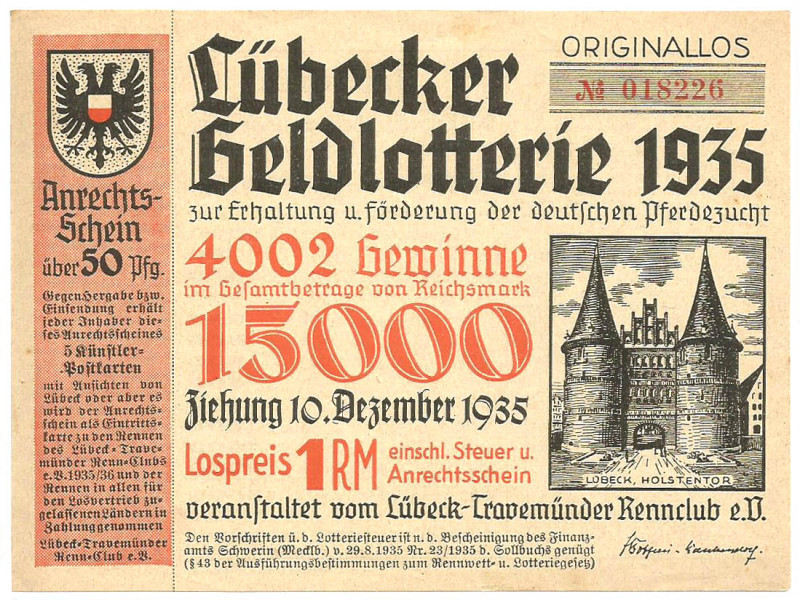 Anrechts-
Schein
über 50 Pfg.
Gegen Hergabe bzw.
Einsendung erhält
jeder Inhaber die-
ses Anrechtsscheines
5 Künstler-
Postkarten
mit Ansichten von
Lübeck oder aber es
wird der Anrechts-
schein als Eintritts-
karte zu den Rennen
des Lübeck-Trave-
münder Renn-Clubs
e.V. 1935/36 und der
Rennen in allen für
den Losvertrieb zu-
gelassenen Ländern in
Zahlung genommen
Lübeck-Travemünder
Renn-Club e.V.
Lübecker
Geldlotterie 1935
ORIGINALLOS
№ 018226
zur Erhaltung u. Förderung der deutschen Pferdezucht
4002 Gewinne
im Gesamtbetrage von Reichsmark
15000
Ziehung 10. Dezember 1935
Lospreis 1 RM einschl. Steuer u.
Anrechtsschein
LÜBECK, HOLSTENTOR
veranstaltet vom Lübeck-Travemünder Rennclub e.V.
Den Vorschriften ü. d. Lotteriesteuer ist n. d. Bescheinigung des Finanz-
amts Schwerin (Mecklb.) v. 29.8.1935 Nr. 23/1935 d. Sollbuchs genügt
(§ 43 der Ausführungsbestimmungen zum Rennwett- u. Lotteriegesetz)